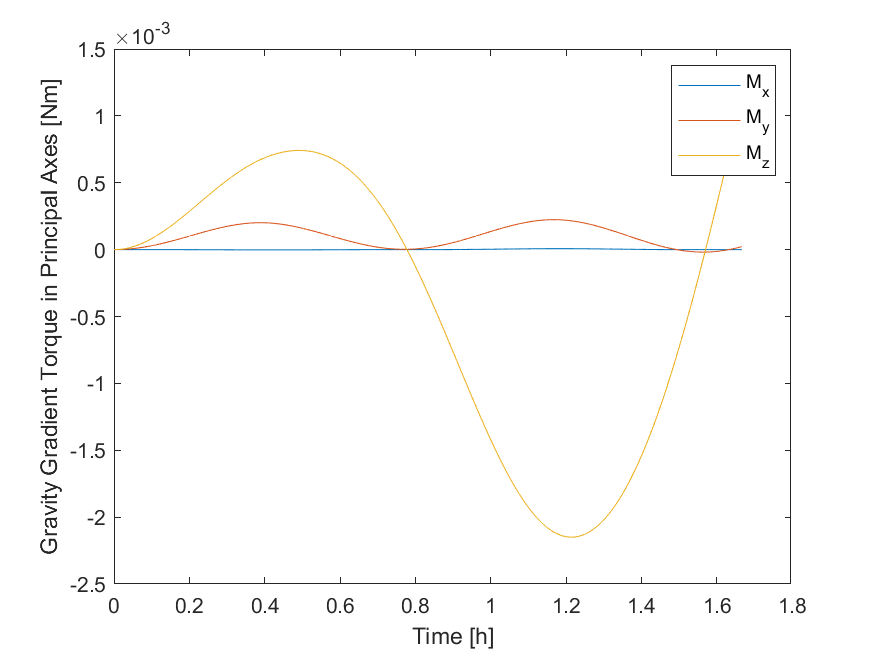 ×10⁻³
1.5
1
0.5
0
-0.5
-1
-1.5
-2
-2.5
Gravity Gradient Torque in Principal Axes [Nm]
Mₓ
M_y
M_z
0 0.2 0.4 0.6 0.8 1 1.2 1.4 1.6 1.8
Time [h]